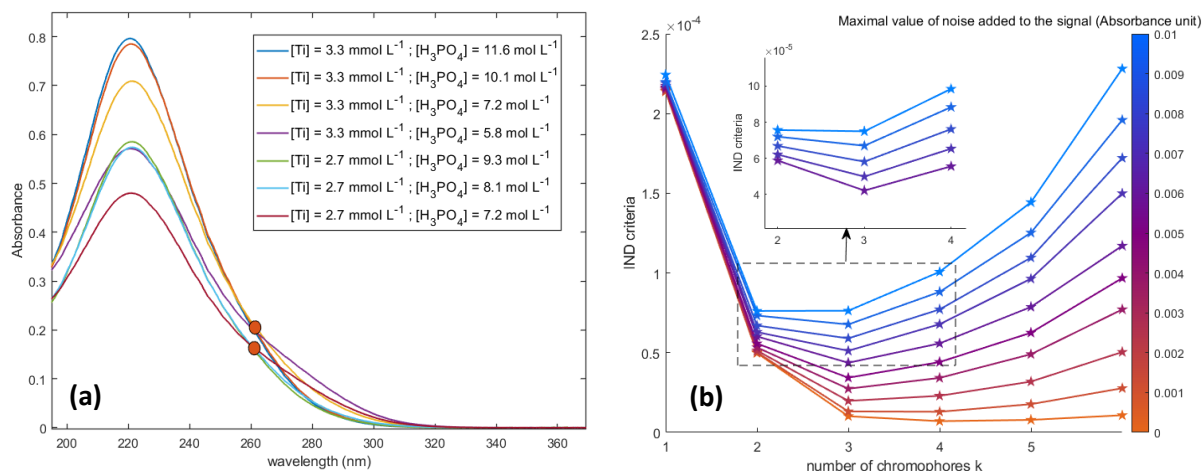 (a)
Absorbance
0.8
0.7
0.6
0.5
0.4
0.3
0.2
0.1
0
200 220 240 260 280 300 320 340 360
wavelength (nm)
[Ti] = 3.3 mmol L⁻¹ ; [H₃PO₄] = 11.6 mol L⁻¹
[Ti] = 3.3 mmol L⁻¹ ; [H₃PO₄] = 10.1 mol L⁻¹
[Ti] = 3.3 mmol L⁻¹ ; [H₃PO₄] = 7.2 mol L⁻¹
[Ti] = 3.3 mmol L⁻¹ ; [H₃PO₄] = 5.8 mol L⁻¹
[Ti] = 2.7 mmol L⁻¹ ; [H₃PO₄] = 9.3 mol L⁻¹
[Ti] = 2.7 mmol L⁻¹ ; [H₃PO₄] = 8.1 mol L⁻¹
[Ti] = 2.7 mmol L⁻¹ ; [H₃PO₄] = 7.2 mol L⁻¹
Maximal value of noise added to the signal (Absorbance unit)
(b)
×10⁻⁴
IND criteria
2.5
2
1.5
1
0.5
0
1 2 3 4 5
number of chromophores k
×10⁻⁵
IND criteria
10
8
6
4
2 3 4
0.01
0.009
0.008
0.007
0.006
0.005
0.004
0.003
0.002
0.001
0